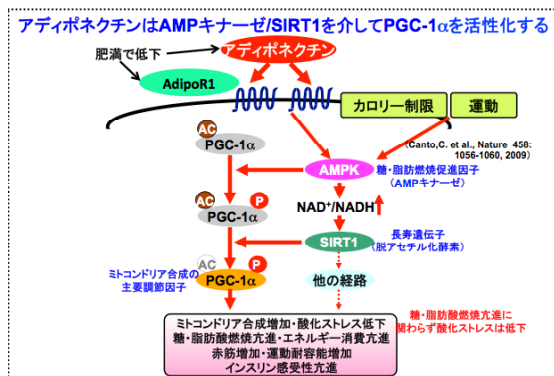 アディポネクチンはAMPキナーゼ/SIRT1を介してPGC-1αを活性化する
肥満で低下
アディポネクチン
AdipoR1
カロリー制限
運動
(Canto,C. et al., Nature 458:
1056-1060, 2009)
AC
PGC-1α
AMPK
糖・脂肪燃焼促進因子
(AMPキナーゼ)
NAD+/NADH
AC
P
PGC-1α
SIRT1
長寿遺伝子
(脱アセチル化酵素)
AC
P
ミトコンドリア合成の
主要調節因子
PGC-1α
他の経路
ミトコンドリア合成増加・酸化ストレス低下
糖・脂肪酸燃焼亢進・エネルギー消費亢進
赤筋増加・運動耐容能増加
インスリン感受性亢進
糖・脂肪酸燃焼亢進に
関わらず酸化ストレスは低下